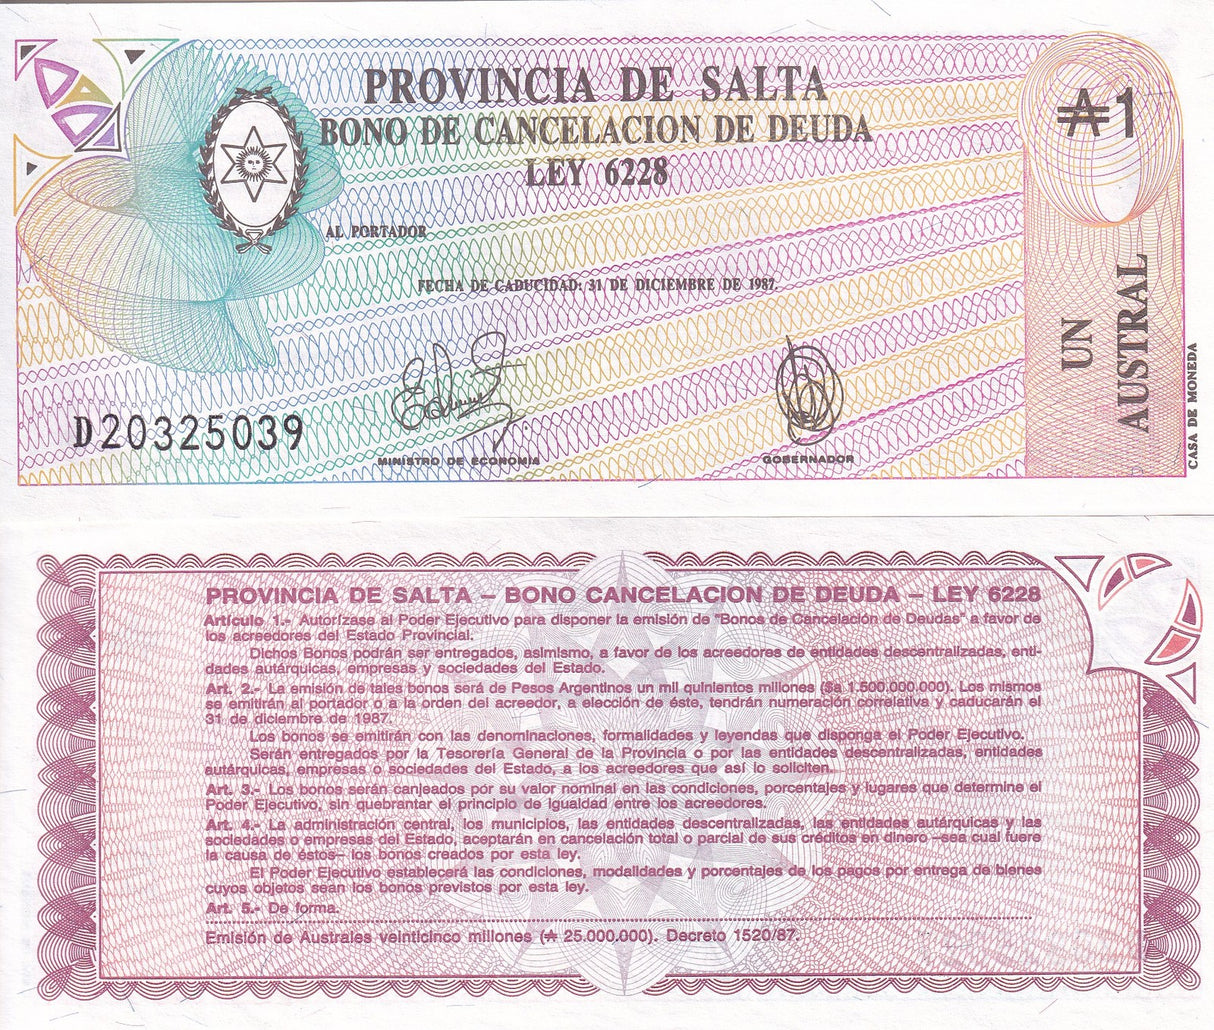 PROVINCIA DE SALTA
BONO DE CANCELACION DE DEUDA
LEY 6228
₳1
AL PORTADOR
FECHA DE CADUCIDAD: 31 DE DICIEMBRE DE 1987.
UN
AUSTRAL
CASA DE MONEDA
D20325039
MINISTRO DE ECONOMIA
GOBERNADOR
PROVINCIA DE SALTA – BONO CANCELACION DE DEUDA – LEY 6228
Artículo 1.- Autorízase al Poder Ejecutivo para disponer la emisión de "Bonos de Cancelación de Deudas" a favor de
los acreedores del Estado Provincial.
Dichos Bonos podrán ser entregados, asimismo, a favor de los acreedores de entidades descentralizadas, enti-
dades autárquicas, empresas y sociedades del Estado.
Art. 2.- La emisión de tales bonos será de Pesos Argentinos un mil quinientos millones ($a 1.500.000.000). Los mismos
se emitirán al portador o a la orden del acreedor, a elección de éste, tendrán numeración correlativa y caducarán el
31 de diciembre de 1987.
Los bonos se emitirán con las denominaciones, formalidades y leyendas que disponga el Poder Ejecutivo.
Serán entregados por la Tesorería General de la Provincia o por las entidades descentralizadas, entidades
autárquicas, empresas o sociedades del Estado, a los acreedores que así lo soliciten.
Art. 3.- Los bonos serán canjeados por su valor nominal en las condiciones, porcentajes y lugares que determine el
Poder Ejecutivo, sin quebrantar el principio de igualdad entre los acreedores.
Art. 4.- La administración central, los municipios, las entidades descentralizadas, las entidades autárquicas y las
sociedades o empresas del Estado, aceptarán en cancelación total o parcial de sus créditos en dinero –sea cual fuere
la causa de éstos– los bonos creados por esta ley.
El Poder Ejecutivo establecerá las condiciones, modalidades y porcentajes de los pagos por entrega de bienes
cuyos objetos sean los bonos previstos por esta ley.
Art. 5.- De forma.
Emisión de Australes veinticinco millones (₳ 25.000.000). Decreto 1520/87.